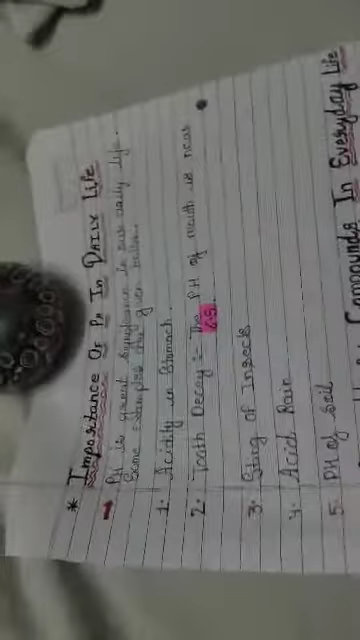 * Importance Of PH In Daily Life
→ PH is great significance in our daily life.
Some examples are given below.
1. Acidity in Stomach.
2. Tooth Decay = The PH of mouth is near
6.5.
3. Sting of Insects
4. Acid Rain
5. PH of Soil
Compounds In Everyday Life